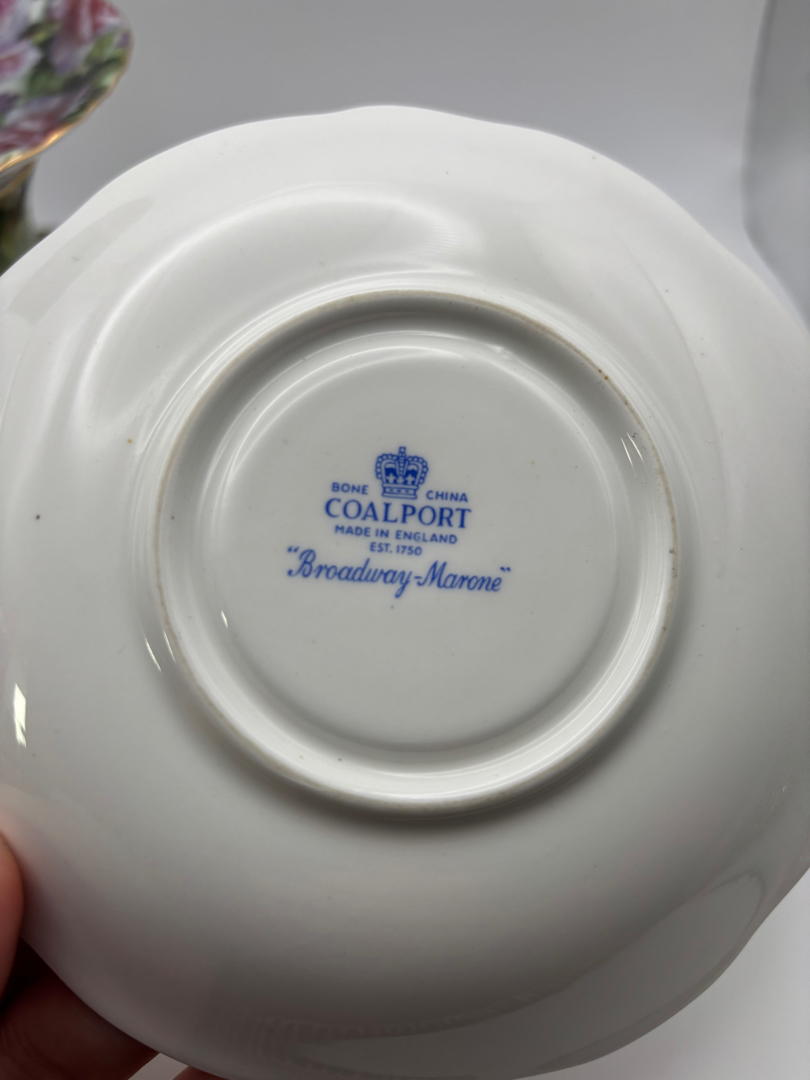 BONE CHINA
COALPORT
MADE IN ENGLAND
EST. 1750
"Broadway-Marone"